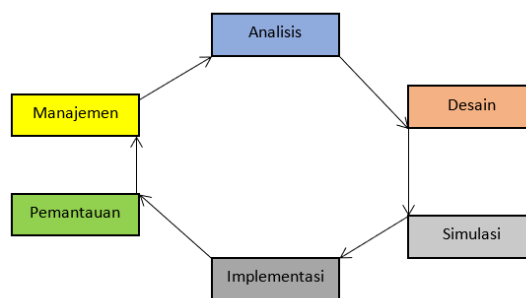 Analisis
Desain
Simulasi
Implementasi
Pemantauan
Manajemen